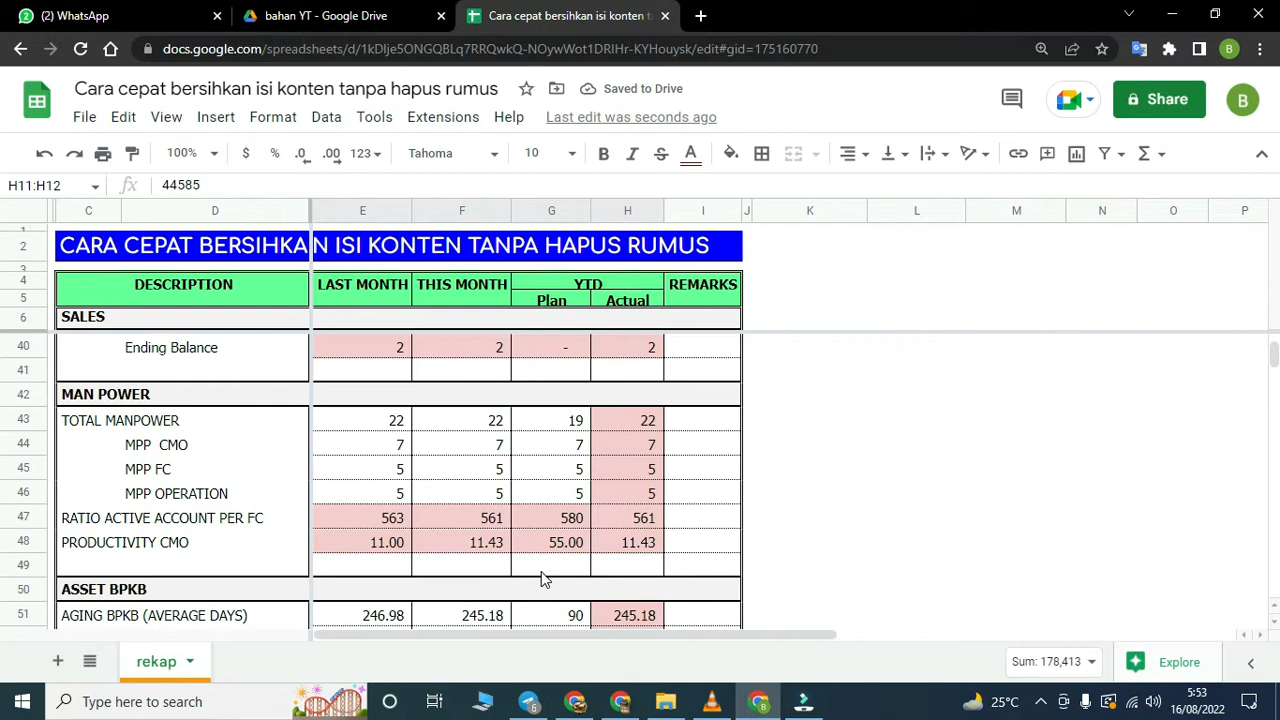 (2) WhatsApp
bahan YT - Google Drive
Cara cepat bersihkan isi konten t
docs.google.com/spreadsheets/d/1kDlje5ONGQBLq7RRQwkQ-NOywWot1DRIHr-KYHouysk/edit#gid=175160770
B
Cara cepat bersihkan isi konten tanpa hapus rumus
Saved to Drive
Share
B
File Edit View Insert Format Data Tools Extensions Help Last edit was seconds ago
100% $ % .0 .00 123 Tahoma 10 B I S A Σ
H11:H12 fx 44585
C D E F G H I J K L M N O P
1
2 CARA CEPAT BERSIHKAN ISI KONTEN TANPA HAPUS RUMUS
3
4 DESCRIPTION LAST MONTH THIS MONTH YTD REMARKS
5 Plan Actual
6 SALES
40 Ending Balance 2 2 - 2
41
42 MAN POWER
43 TOTAL MANPOWER 22 22 19 22
44 MPP CMO 7 7 7 7
45 MPP FC 5 5 5 5
46 MPP OPERATION 5 5 5 5
47 RATIO ACTIVE ACCOUNT PER FC 563 561 580 561
48 PRODUCTIVITY CMO 11.00 11.43 55.00 11.43
49
50 ASSET BPKB
51 AGING BPKB (AVERAGE DAYS) 246.98 245.18 90 245.18
rekap
Sum: 178,413
Explore
Type here to search
25°C
5:53
16/08/2022